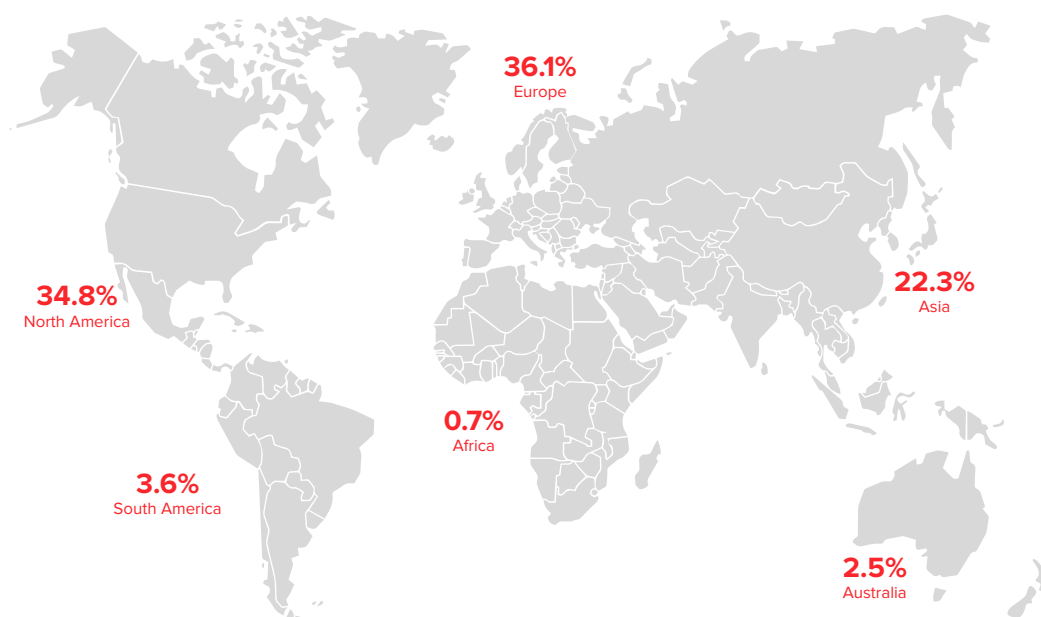 36.1%
Europe
34.8%
North America
22.3%
Asia
0.7%
Africa
3.6%
South America
2.5%
Australia